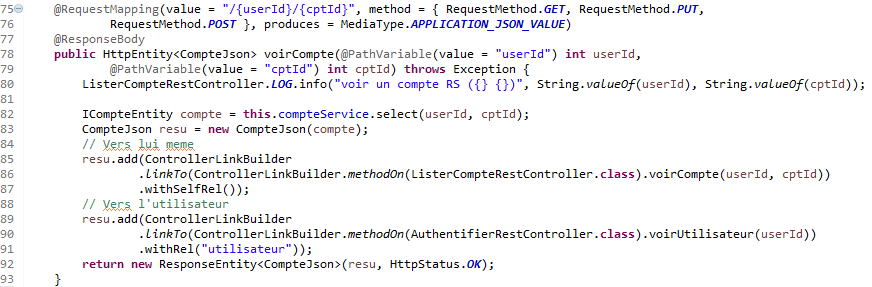 75 @RequestMapping(value = "/{userId}/{cptId}", method = { RequestMethod.GET, RequestMethod.PUT,
76 RequestMethod.POST }, produces = MediaType.APPLICATION_JSON_VALUE)
77 @ResponseBody
78 public HttpEntity<CompteJson> voirCompte(@PathVariable(value = "userId") int userId,
79 @PathVariable(value = "cptId") int cptId) throws Exception {
80 ListerCompteRestController.LOG.info("voir un compte RS ({} {})", String.valueOf(userId), String.valueOf(cptId));
81
82 ICompteEntity compte = this.compteService.select(userId, cptId);
83 CompteJson resu = new CompteJson(compte);
84 // Vers lui meme
85 resu.add(ControllerLinkBuilder
86 .linkTo(ControllerLinkBuilder.methodOn(ListerCompteRestController.class).voirCompte(userId, cptId))
87 .withSelfRel());
88 // Vers l'utilisateur
89 resu.add(ControllerLinkBuilder
90 .linkTo(ControllerLinkBuilder.methodOn(AuthentifierRestController.class).voirUtilisateur(userId))
91 .withRel("utilisateur"));
92 return new ResponseEntity<CompteJson>(resu, HttpStatus.OK);
93 }